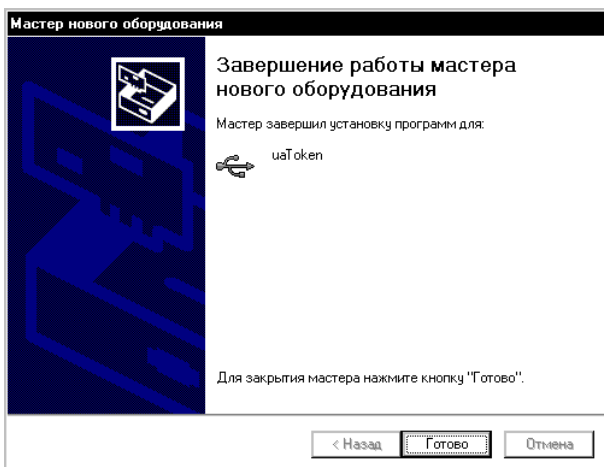 Мастер нового оборудования
Завершение работы мастера
нового оборудования
Мастер завершил установку программ для:
uaToken
Для закрытия мастера нажмите кнопку "Готово".
< Назад
Готово
Отмена